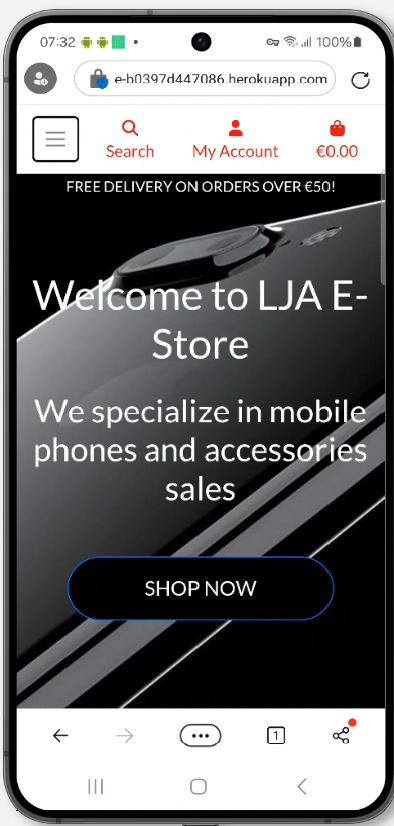 07:32
100%
e-b0397d447086.herokuapp.com
Search
My Account
€0.00
FREE DELIVERY ON ORDERS OVER €50!
Welcome to LJA E-
Store
We specialize in mobile
phones and accessories
sales
SHOP NOW
1